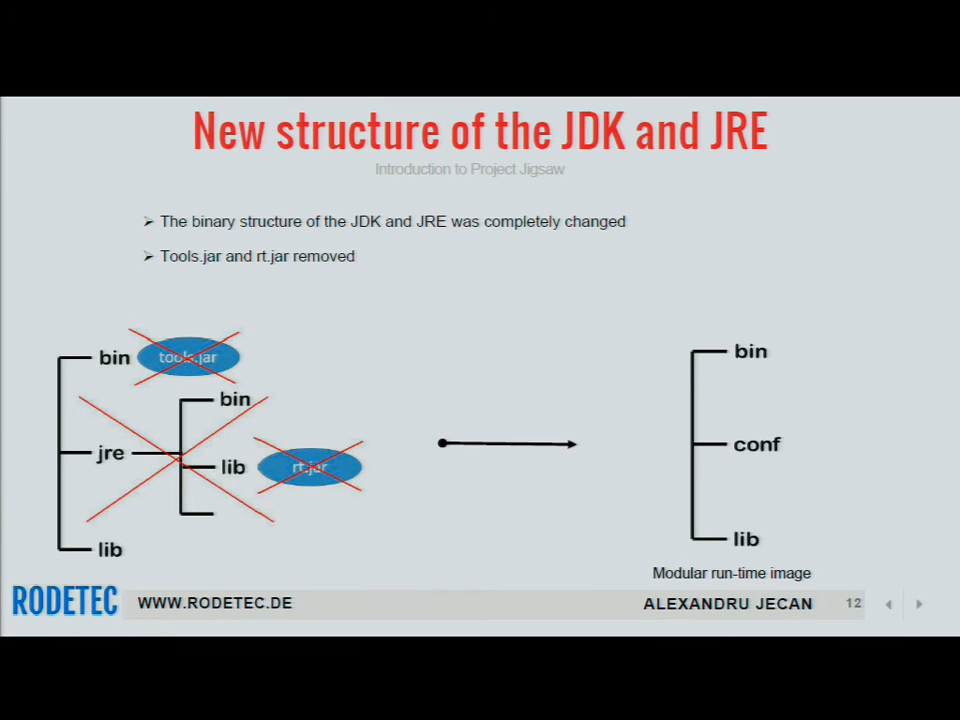 New structure of the JDK and JRE
Introduction to Project Jigsaw
The binary structure of the JDK and JRE was completely changed
Tools.jar and rt.jar removed
bin
tools.jar
bin
jre
lib
rt.jar
lib
bin
conf
lib
Modular run-time image
RODETEC
WWW.RODETEC.DE
ALEXANDRU JECAN
12